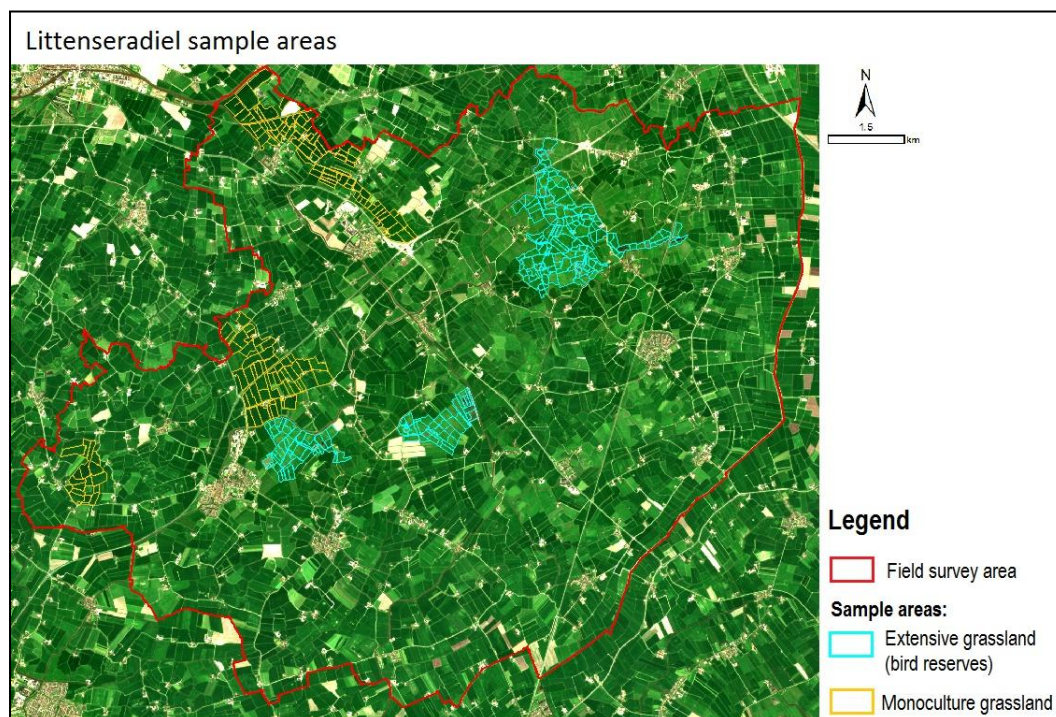 Littenseradiel sample areas
N
1.5
km
Legend
Field survey area
Sample areas:
Extensive grassland
(bird reserves)
Monoculture grassland